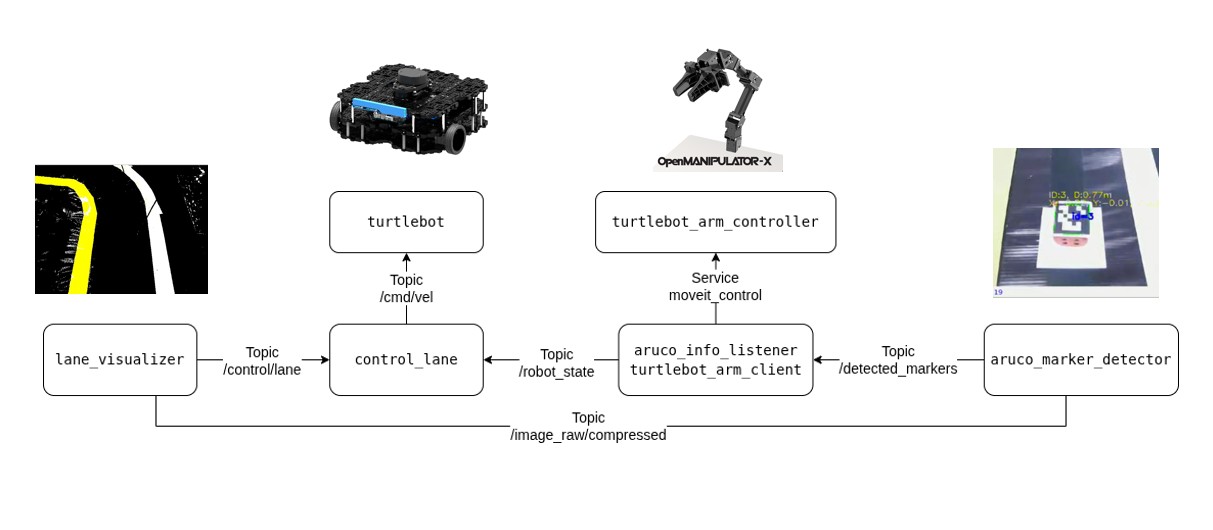 OpenMANIPULATOR-X
ID:3, D:0.77m
id=3
19
turtlebot
turtlebot_arm_controller
Topic
/cmd/vel
Service
moveit_control
lane_visualizer
Topic
/control/lane
control_lane
Topic
/robot_state
aruco_info_listener
turtlebot_arm_client
Topic
/detected_markers
aruco_marker_detector
Topic
/image_raw/compressed